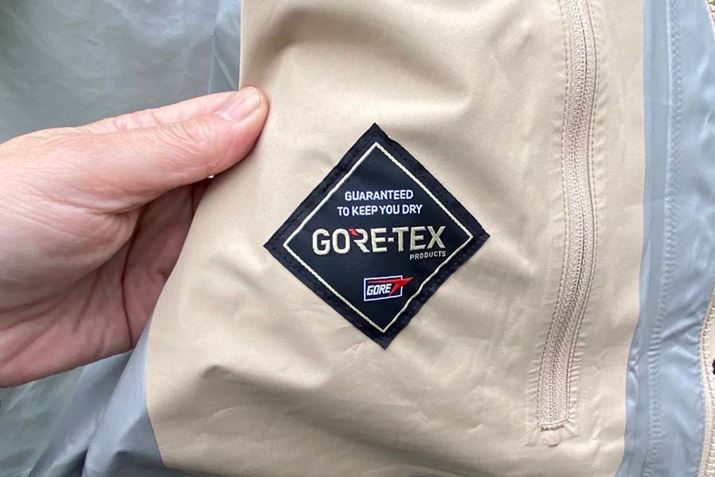 GUARANTEED
TO KEEP YOU DRY
GORE-TEX
PRODUCTS
GORE